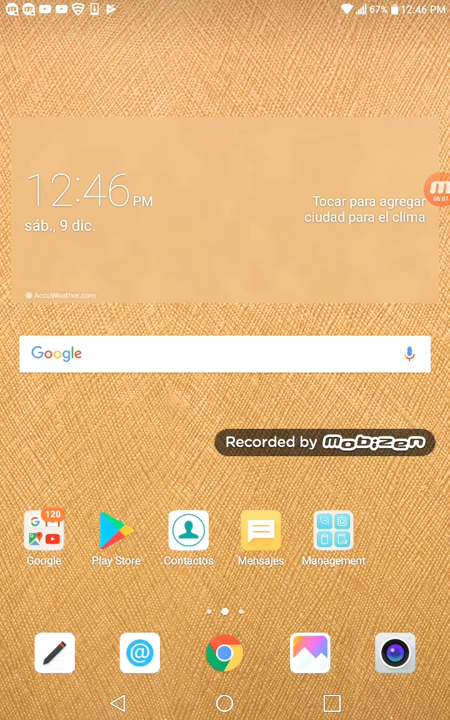 67% 12:46 PM
12:46 PM
sáb., 9 dic.
Tocar para agregar
ciudad para el clima
AccuWeather.com
Google
Recorded by mobizen
120
Google
Play Store
Contactos
Mensajes
Management